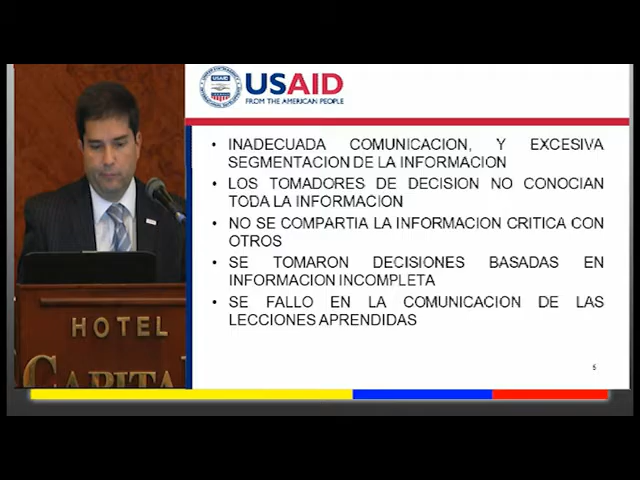 USAID
FROM THE AMERICAN PEOPLE
• INADECUADA COMUNICACION, Y EXCESIVA
SEGMENTACION DE LA INFORMACION
• LOS TOMADORES DE DECISION NO CONOCIAN
TODA LA INFORMACION
• NO SE COMPARTIA LA INFORMACION CRITICA CON
OTROS
• SE TOMARON DECISIONES BASADAS EN
INFORMACION INCOMPLETA
• SE FALLO EN LA COMUNICACION DE LAS
LECCIONES APRENDIDAS
HOTEL